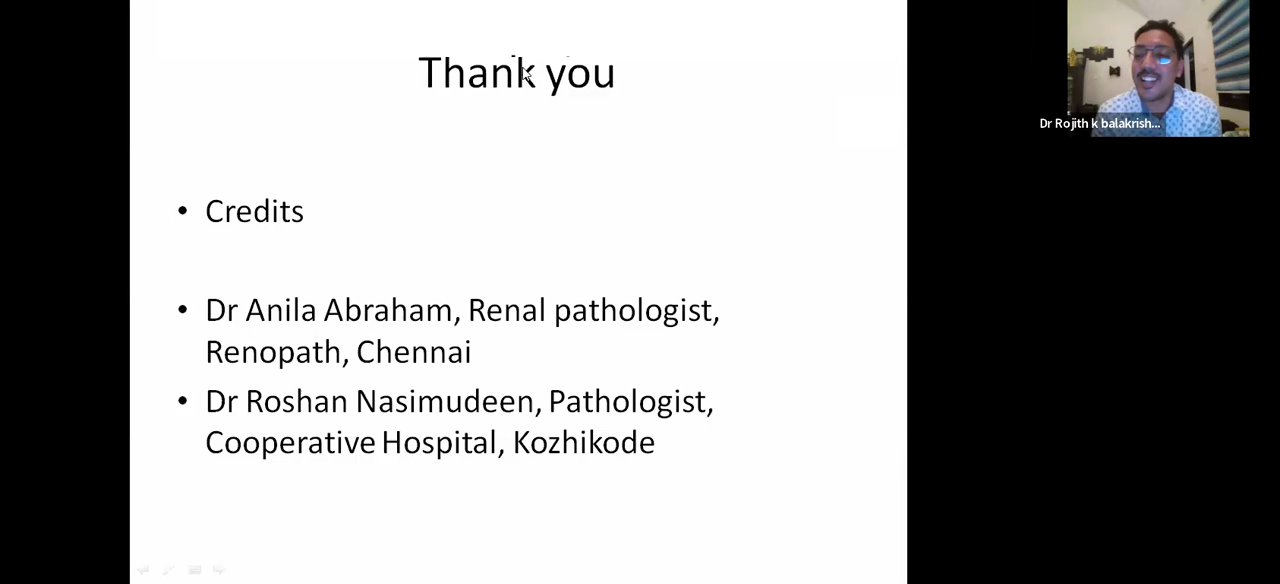 Thank you
• Credits
• Dr Anila Abraham, Renal pathologist,
Renopath, Chennai
• Dr Roshan Nasimudeen, Pathologist,
Cooperative Hospital, Kozhikode
Dr Rojith k balakrish...